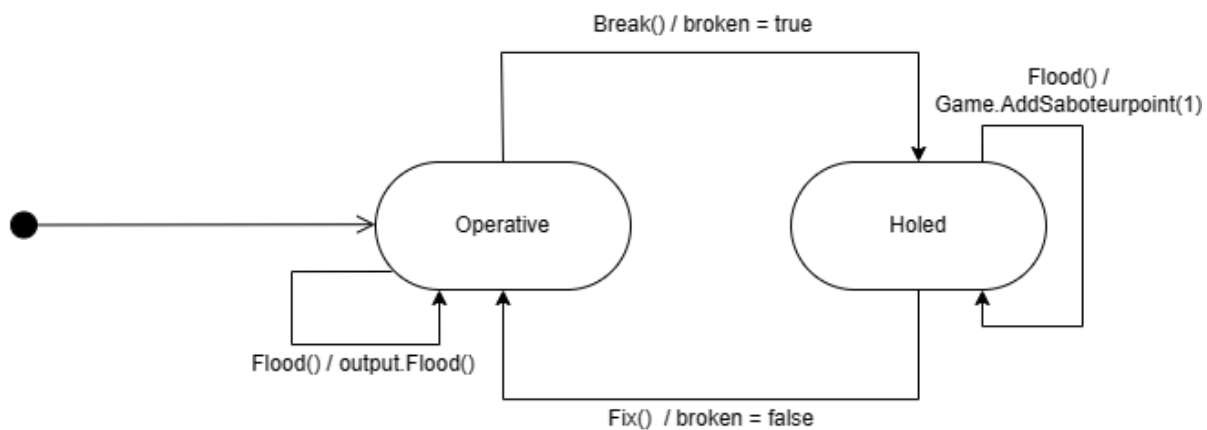 Break() / broken = true
Flood() /
Game.AddSaboteurpoint(1)
Operative
Holed
Flood() / output.Flood()
Fix()  / broken = false